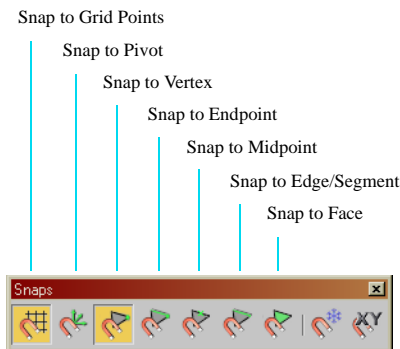 Snap to Grid Points
Snap to Pivot
Snap to Vertex
Snap to Endpoint
Snap to Midpoint
Snap to Edge/Segment
Snap to Face
Snaps
XY